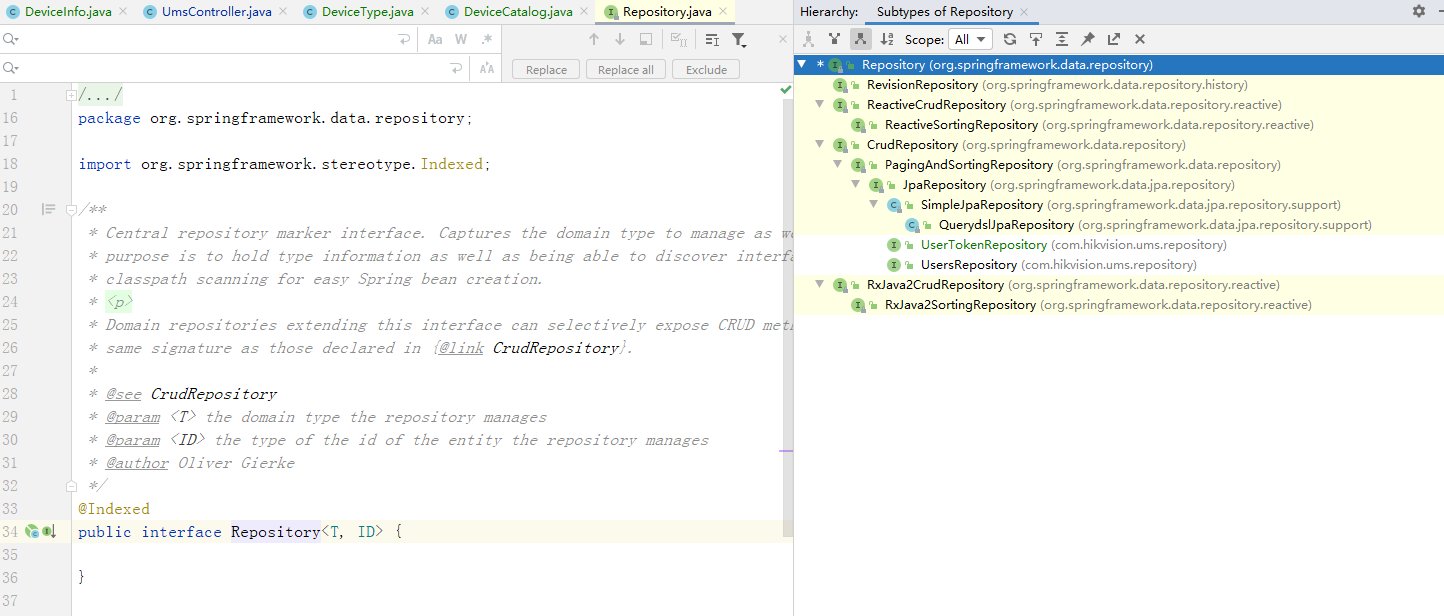 DeviceInfo.java
UmsController.java
DeviceType.java
DeviceCatalog.java
Repository.java
Aa W .*
Replace
Replace all
Exclude
1 /.../
16 package org.springframework.data.repository;
17
18 import org.springframework.stereotype.Indexed;
19
20 /**
21 * Central repository marker interface. Captures the domain type to manage as we
22 * purpose is to hold type information as well as being able to discover interfa
23 * classpath scanning for easy Spring bean creation.
24 * <p>
25 * Domain repositories extending this interface can selectively expose CRUD meth
26 * same signature as those declared in {@link CrudRepository}.
27 *
28 * @see CrudRepository
29 * @param <T> the domain type the repository manages
30 * @param <ID> the type of the id of the entity the repository manages
31 * @author Oliver Gierke
32 */
33 @Indexed
34 public interface Repository<T, ID> {
35
36 }
37
Hierarchy: Subtypes of Repository
Scope: All
* Repository (org.springframework.data.repository)
RevisionRepository (org.springframework.data.repository.history)
ReactiveCrudRepository (org.springframework.data.repository.reactive)
ReactiveSortingRepository (org.springframework.data.repository.reactive)
CrudRepository (org.springframework.data.repository)
PagingAndSortingRepository (org.springframework.data.repository)
JpaRepository (org.springframework.data.jpa.repository)
SimpleJpaRepository (org.springframework.data.jpa.repository.support)
QuerydslJpaRepository (org.springframework.data.jpa.repository.support)
UserTokenRepository (com.hikvision.ums.repository)
UsersRepository (com.hikvision.ums.repository)
RxJava2CrudRepository (org.springframework.data.repository.reactive)
RxJava2SortingRepository (org.springframework.data.repository.reactive)